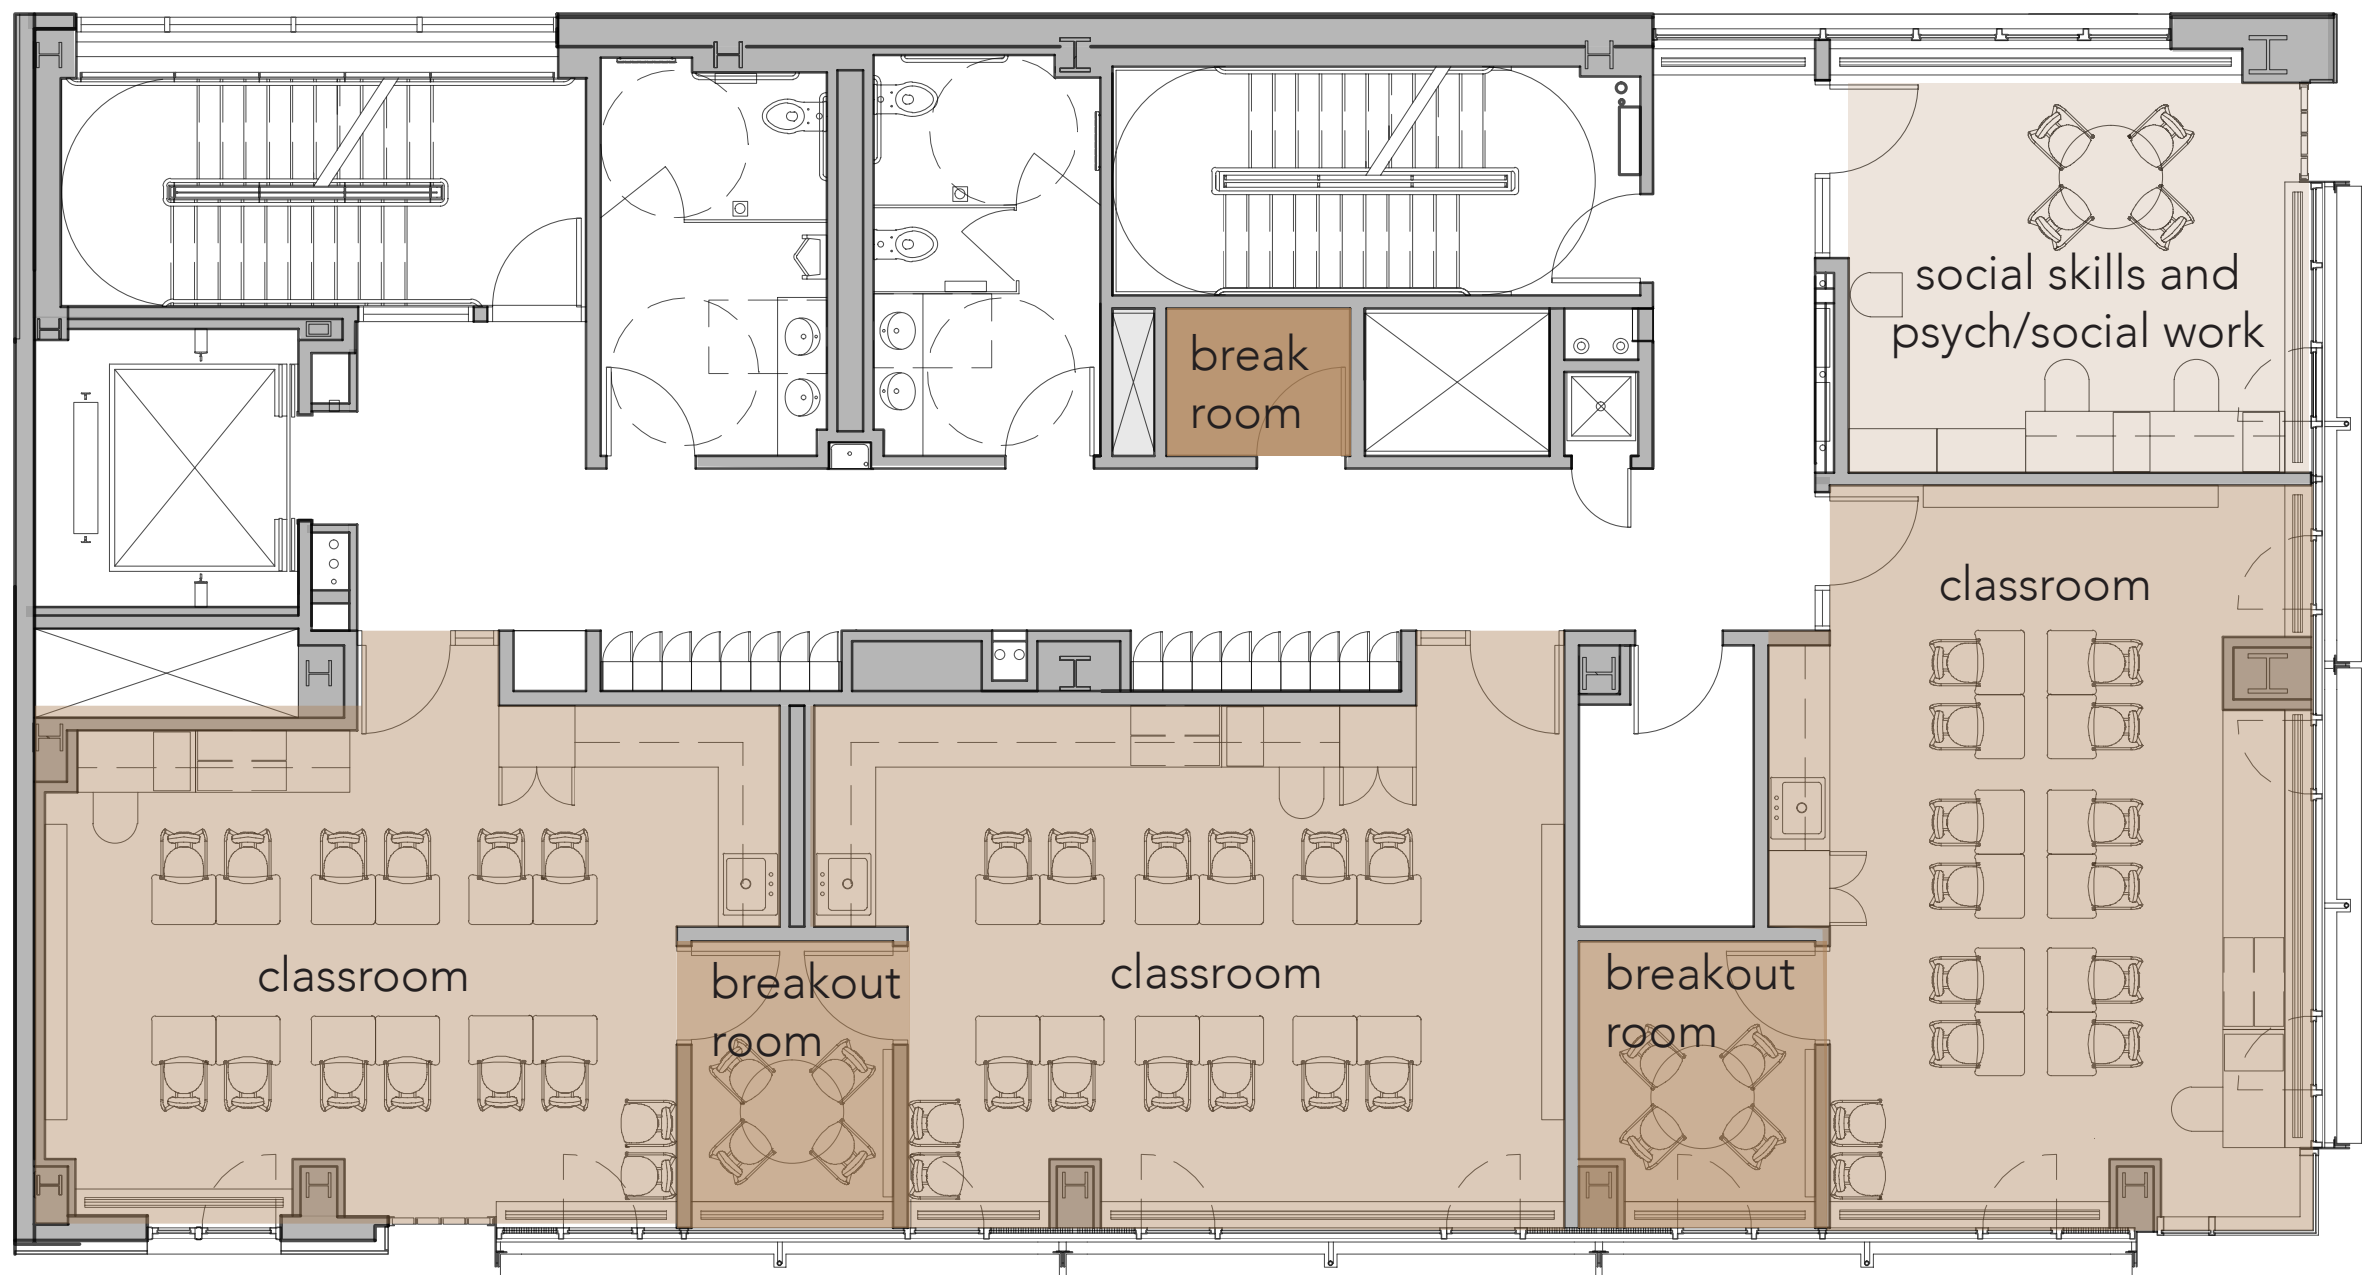 social skills and
psych/social work
break
room
classroom
classroom
breakout
room
classroom
breakout
room